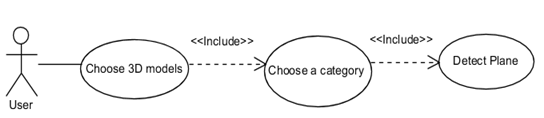 <<Include>>
<<Include>>
Choose 3D models
Choose a category
Detect Plane
User